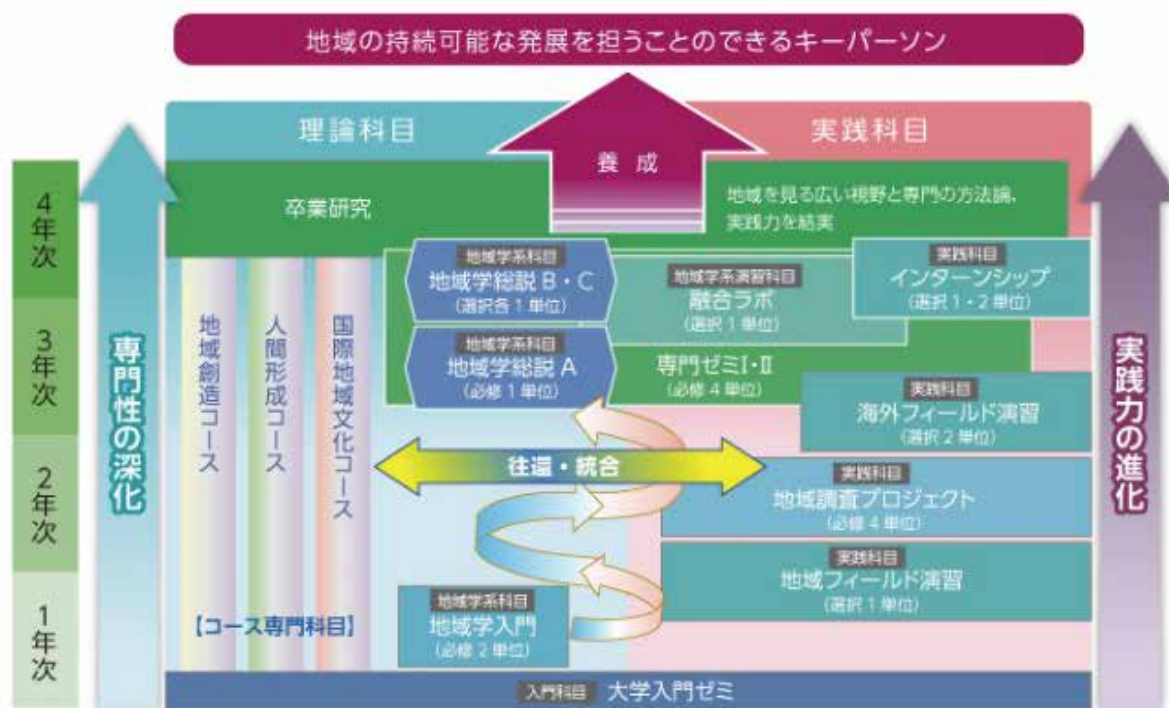 地域の持続可能な発展を担うことのできるキーパーソン
理論科目
実践科目
養成
4年次
3年次
2年次
1年次
専門性の深化
実践力の進化
卒業研究
地域を見る広い視野と専門の方法論、
実践力を結実
地域学系科目
地域学総説 B・C
(選択各 1 単位)
地域学系演習科目
融合ラボ
(選択 1 単位)
実践科目
インターンシップ
(選択 1・2 単位)
地域学系科目
地域学総説 A
(必修 1 単位)
専門ゼミⅠ・Ⅱ
(必修 4 単位)
実践科目
海外フィールド演習
(選択 2 単位)
地域創造コース
人間形成コース
国際地域文化コース
往還・統合
実践科目
地域調査プロジェクト
(必修 4 単位)
実践科目
地域フィールド演習
(選択 1 単位)
【コース専門科目】
地域学系科目
地域学入門
(必修 2 単位)
入門科目 大学入門ゼミ